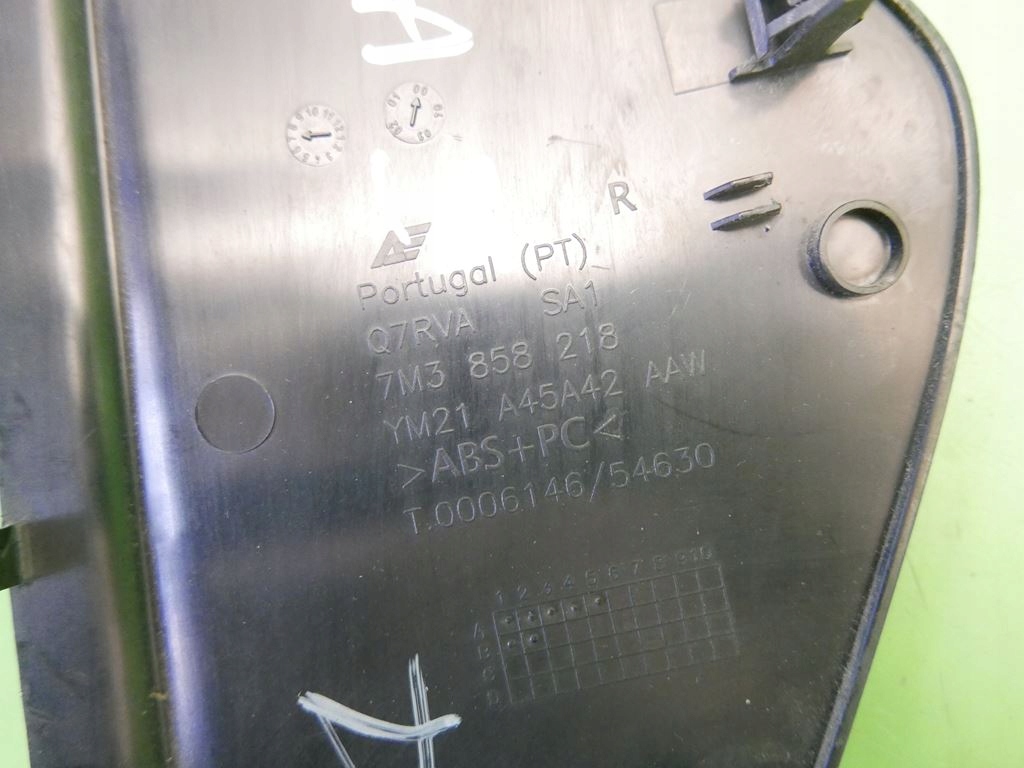 R
AE
Portugal (PT)
Q7RVA SA1
7M3 858 218
YM21 A45A42 AAW
>ABS+PC<
T.0006146/54630
1 2 3 4 5 6 7 8 9 10
A
B
C
D